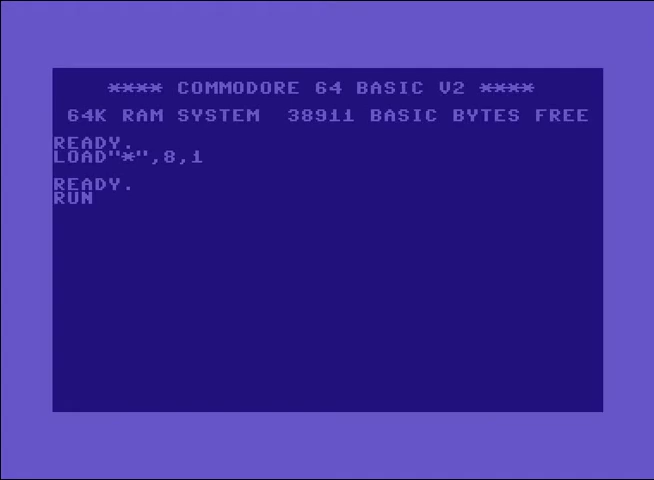 **** COMMODORE 64 BASIC V2 ****
64K RAM SYSTEM  38911 BASIC BYTES FREE
READY.
LOAD"*",8,1
READY.
RUN